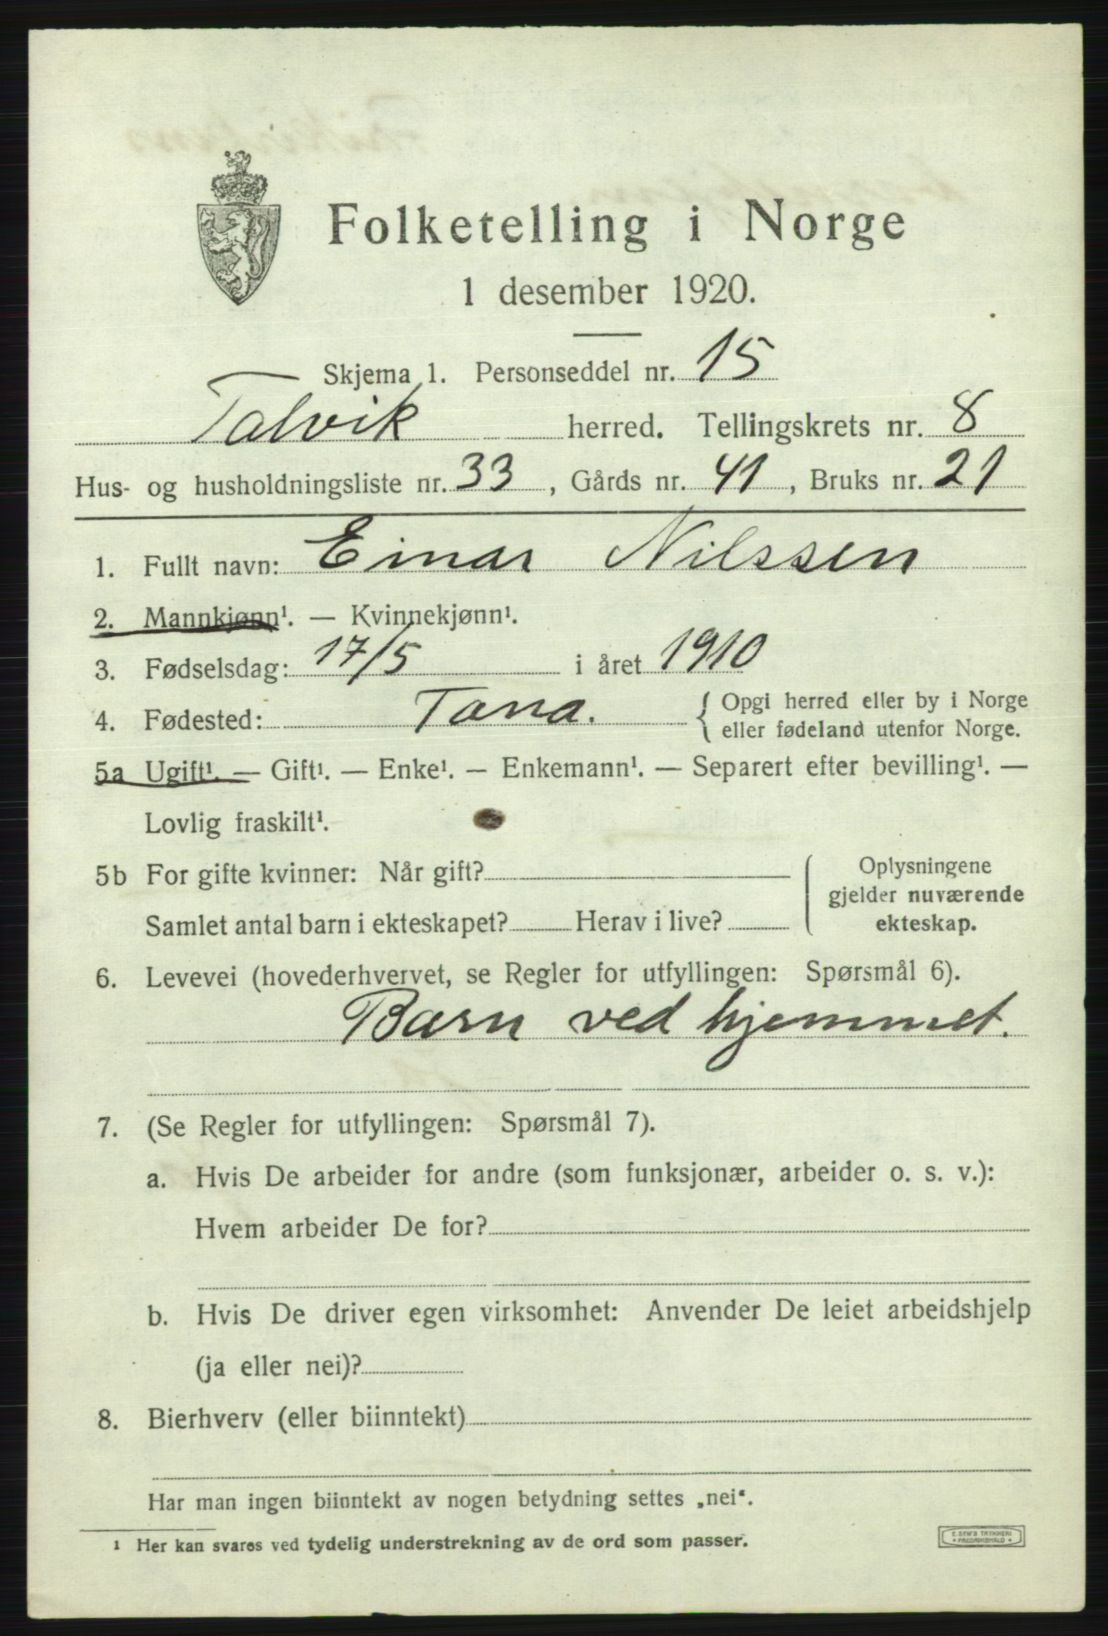 Folketelling i Norge
1 desember 1920.
Skjema 1. Personseddel nr. 15
Talvik herred. Tellingskrets nr. 8
Hus- og husholdningsliste nr. 33, Gårds nr. 41, Bruks nr. 21
1. Fullt navn: Einar Nilssen
2. Mannkjønn¹. — Kvinnekjønn¹.
3. Fødselsdag: 17/5 i året 1910
4. Fødested: Tana. { Opgi herred eller by i Norge
eller fødeland utenfor Norge.
5a Ugift¹. — Gift¹. — Enke¹. — Enkemann¹. — Separert efter bevilling¹. —
Lovlig fraskilt¹.
5b For gifte kvinner: Når gift?
Samlet antal barn i ekteskapet? Herav i live?
Oplysningene
gjelder nuværende
ekteskap.
6. Levevei (hovederhvervet, se Regler for utfyllingen: Spørsmål 6).
Barn ved hjemmet.
7. (Se Regler for utfyllingen: Spørsmål 7).
a. Hvis De arbeider for andre (som funksjonær, arbeider o. s. v.):
Hvem arbeider De for?
b. Hvis De driver egen virksomhet: Anvender De leiet arbeidshjelp
(ja eller nei)?
8. Bierhverv (eller biinntekt)
Har man ingen biinntekt av nogen betydning settes „nei".
¹ Her kan svares ved tydelig understrekning av de ord som passer.